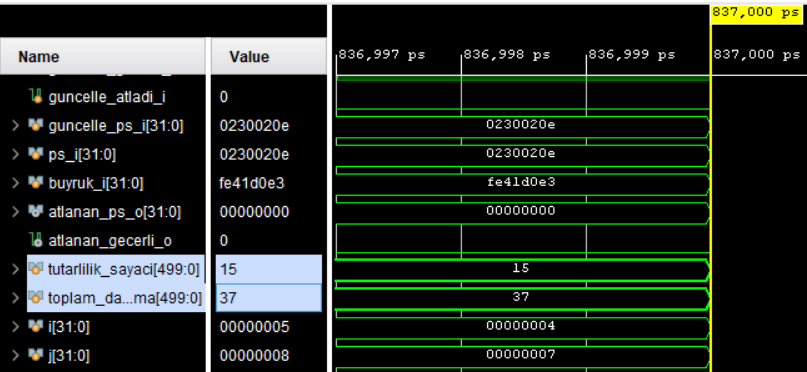 837,000 ps
Name Value 836,997 ps 836,998 ps 836,999 ps 837,000 ps
guncelle_atladi_i 0
guncelle_ps_i[31:0] 0230020e 0230020e
ps_i[31:0] 0230020e 0230020e
buyruk_i[31:0] fe41d0e3 fe41d0e3
atlanan_ps_o[31:0] 00000000 00000000
atlanan_gecerli_o 0
tutarlilik_sayaci[499:0] 15 15
toplam_da...ma[499:0] 37 37
i[31:0] 00000005 00000004
j[31:0] 00000008 00000007